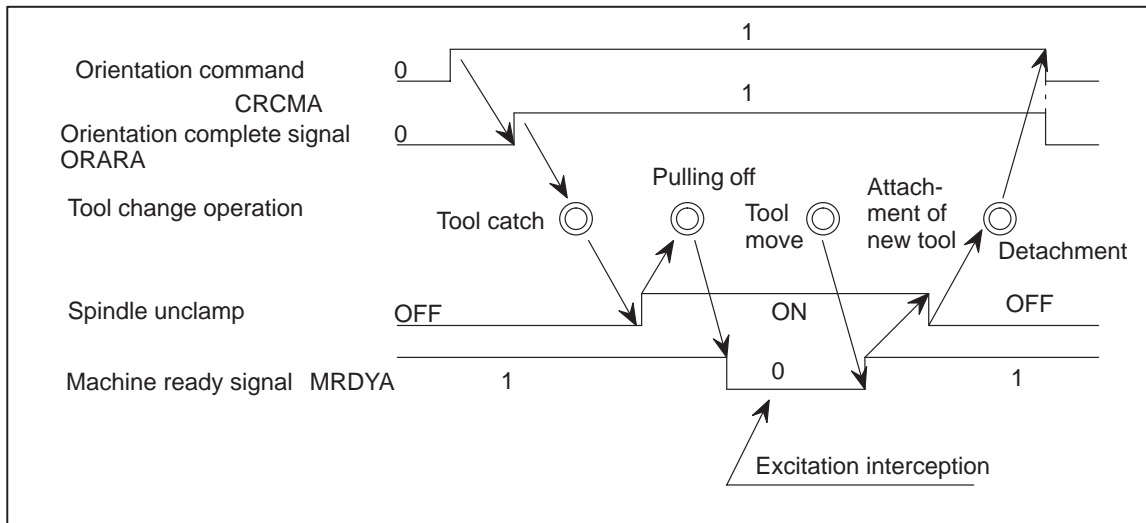 1
Orientation command 0
CRCMA
1
Orientation complete signal 0
ORARA
Pulling off
Attach-
ment of
new tool
Tool change operation
Tool catch
Tool
move
Detachment
Spindle unclamp
OFF
ON
OFF
Machine ready signal MRDYA
1
0
1
Excitation interception